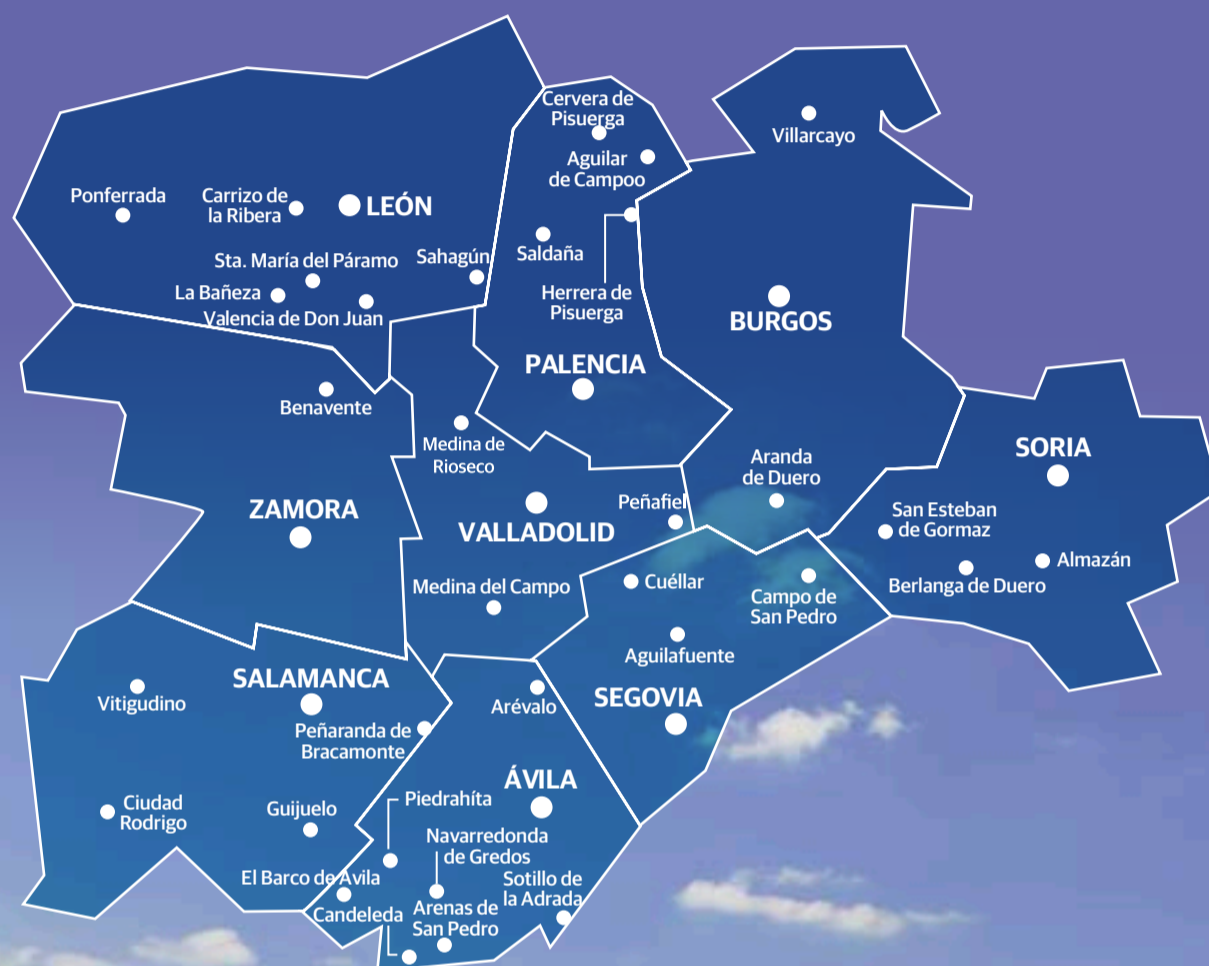 Cervera de
Pisuerga
Villarcayo
Aguilar
de Campoo
Ponferrada
Carrizo de
la Ribera
LEÓN
Saldaña
Sta. María del Páramo
Sahagún
La Bañeza
Valencia de Don Juan
Herrera de
Pisuerga
BURGOS
PALENCIA
Benavente
Medina de
Rioseco
Aranda
de Duero
SORIA
ZAMORA
VALLADOLID
Peñafiel
San Esteban
de Gormaz
Almazán
Berlanga de Duero
Medina del Campo
Cuéllar
Campo de
San Pedro
Aguilafuente
SALAMANCA
Vitigudino
Arévalo
SEGOVIA
Peñaranda de
Bracamonte
ÁVILA
Ciudad
Rodrigo
Guijuelo
Piedrahíta
Navarredonda
de Gredos
El Barco de Ávila
Sotillo de
la Adrada
Candeleda
Arenas de
San Pedro